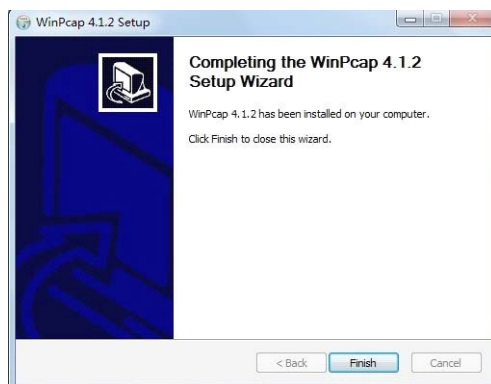 WinPcap 4.1.2 Setup
Completing the WinPcap 4.1.2
Setup Wizard
WinPcap 4.1.2 has been installed on your computer.
Click Finish to close this wizard.
< Back
Finish
Cancel